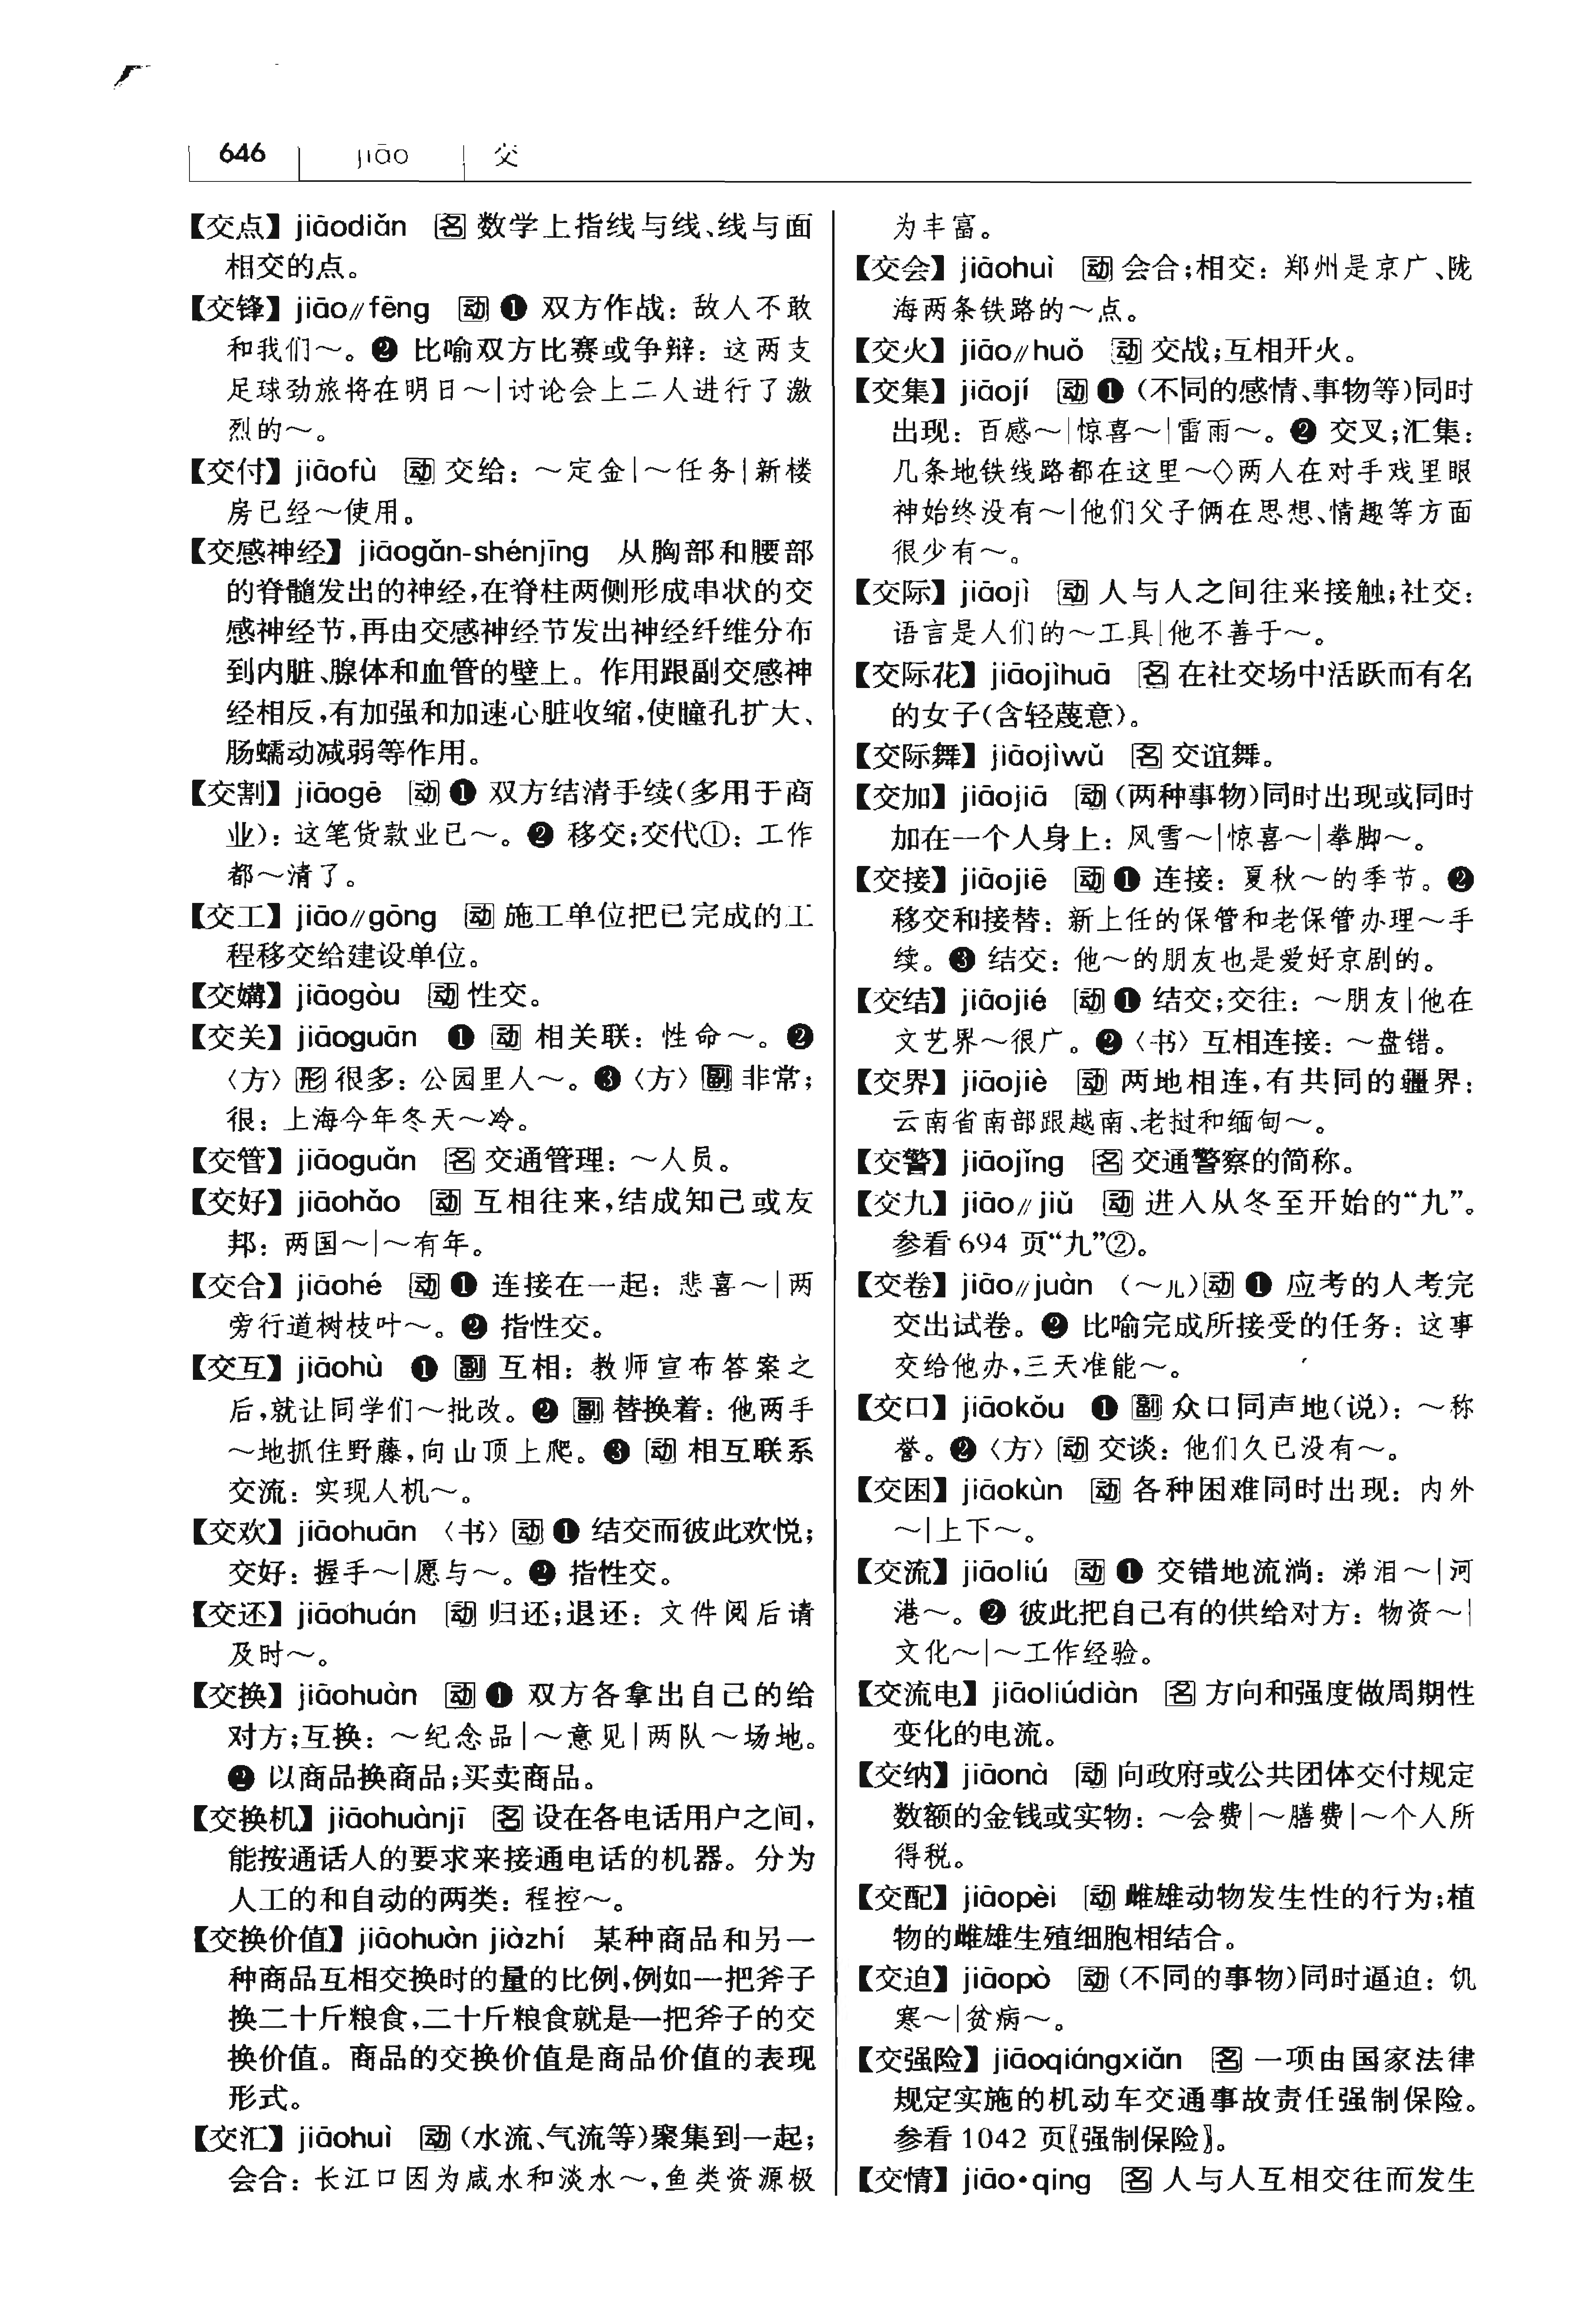 646 jiāo 交
【交点】jiāodiǎn 名 数学上指线与线、线与面
相交的点。
【交锋】jiāo∥fēng 动 ❶ 双方作战：敌人不敢
和我们～。❷ 比喻双方比赛或争辩：这两支
足球劲旅将在明日～|讨论会上二人进行了激
烈的～。
【交付】jiāofù 动 交给：～定金|～任务|新楼
房已经～使用。
【交感神经】jiāogǎn-shénjīng 从胸部和腰部
的脊髓发出的神经,在脊柱两侧形成串状的交
感神经节,再由交感神经节发出神经纤维分布
到内脏、腺体和血管的壁上。作用跟副交感神
经相反,有加强和加速心脏收缩,使瞳孔扩大、
肠蠕动减弱等作用。
【交割】jiāogē 动 ❶ 双方结清手续(多用于商
业)：这笔货款业已～。❷ 移交;交代①：工作
都～清了。
【交工】jiāo∥gōng 动 施工单位把已完成的工
程移交给建设单位。
【交媾】jiāogòu 动 性交。
【交关】jiāoguān ❶ 动 相关联：性命～。❷
〈方〉形 很多：公园里人～。❸〈方〉副 非常;
很：上海今年冬天～冷。
【交管】jiāoguǎn 名 交通管理：～人员。
【交好】jiāohǎo 动 互相往来,结成知己或友
邦：两国～|～有年。
【交合】jiāohé 动 ❶ 连接在一起：悲喜～|两
旁行道树枝叶～。❷ 指性交。
【交互】jiāohù ❶ 副 互相：教师宣布答案之
后,就让同学们～批改。❷ 副 替换着：他两手
～地抓住野藤,向山顶上爬。❸ 动 相互联系
交流：实现人机～。
【交欢】jiāohuān 〈书〉动 ❶ 结交而彼此欢悦;
交好：握手～|愿与～。❷ 指性交。
【交还】jiāohuán 动 归还;退还：文件阅后请
及时～。
【交换】jiāohuàn 动 ❶ 双方各拿出自己的给
对方;互换：～纪念品|～意见|两队～场地。
❷ 以商品换商品;买卖商品。
【交换机】jiāohuànjī 名 设在各电话用户之间,
能按通话人的要求来接通电话的机器。分为
人工的和自动的两类：程控～。
【交换价值】jiāohuàn jiàzhí 某种商品和另一
种商品互相交换时的量的比例,例如一把斧子
换二十斤粮食,二十斤粮食就是一把斧子的交
换价值。商品的交换价值是商品价值的表现
形式。
【交汇】jiāohuì 动 (水流、气流等)聚集到一起;
会合：长江口因为咸水和淡水～,鱼类资源极
为丰富。
【交会】jiāohuì 动 会合;相交：郑州是京广、陇
海两条铁路的～点。
【交火】jiāo∥huǒ 动 交战;互相开火。
【交集】jiāojí 动 ❶ (不同的感情、事物等)同时
出现：百感～|惊喜～|雷雨～。❷ 交叉;汇集：
几条地铁线路都在这里～◇两人在对手戏里眼
神始终没有～|他们父子俩在思想、情趣等方面
很少有～。
【交际】jiāojì 动 人与人之间往来接触;社交：
语言是人们的～工具|他不善于～。
【交际花】jiāojìhuā 名 在社交场中活跃而有名
的女子(含轻蔑意)。
【交际舞】jiāojìwǔ 名 交谊舞。
【交加】jiāojiā 动 (两种事物)同时出现或同时
加在一个人身上：风雪～|惊喜～|拳脚～。
【交接】jiāojiē 动 ❶ 连接：夏秋～的季节。❷
移交和接替：新上任的保管和老保管办理～手
续。❸ 结交：他～的朋友也是爱好京剧的。
【交结】jiāojié 动 ❶ 结交;交往：～朋友|他在
文艺界～很广。❷〈书〉互相连接：～盘错。
【交界】jiāojiè 动 两地相连,有共同的疆界：
云南省南部跟越南、老挝和缅甸～。
【交警】jiāojǐng 名 交通警察的简称。
【交九】jiāo∥jiǔ 动 进入从冬至开始的“九”。
参看 694 页“九”②。
【交卷】jiāo∥juàn (～儿)动 ❶ 应考的人考完
交出试卷。❷ 比喻完成所接受的任务：这事
交给他办,三天准能～。
【交口】jiāokǒu ❶ 副 众口同声地(说)：～称
誉。❷〈方〉动 交谈：他们久已没有～。
【交困】jiāokùn 动 各种困难同时出现：内外
～|上下～。
【交流】jiāoliú 动 ❶ 交错地流淌：涕泪～|河
港～。❷ 彼此把自己有的供给对方：物资～|
文化～|～工作经验。
【交流电】jiāoliúdiàn 名 方向和强度做周期性
变化的电流。
【交纳】jiāonà 动 向政府或公共团体交付规定
数额的金钱或实物：～会费|～膳费|～个人所
得税。
【交配】jiāopèi 动 雌雄动物发生性的行为;植
物的雌雄生殖细胞相结合。
【交迫】jiāopò 动 (不同的事物)同时逼迫：饥
寒～|贫病～。
【交强险】jiāoqiángxiǎn 名 一项由国家法律
规定实施的机动车交通事故责任强制保险。
参看 1042 页〖强制保险〗。
【交情】jiāo•qing 名 人与人互相交往而发生